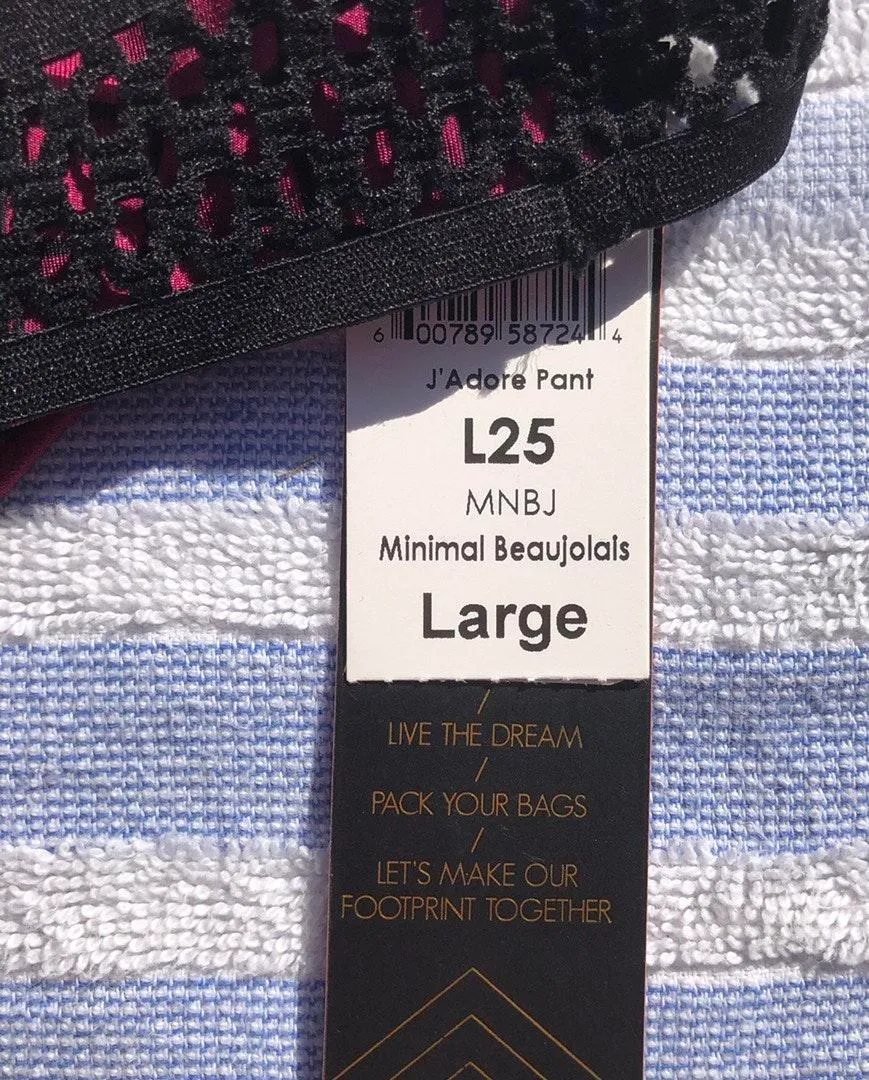 6 00789 58724 4
J'Adore Pant
L25
MNBJ
Minimal Beaujolais
Large
/
LIVE THE DREAM
/
PACK YOUR BAGS
/
LET'S MAKE OUR
FOOTPRINT TOGETHER